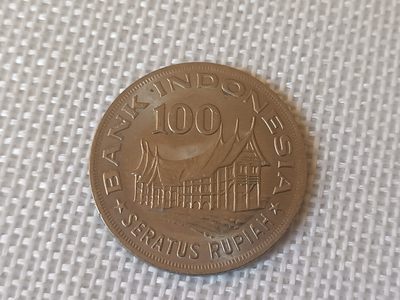 BANK INDONESIA
100
★ SERATUS RUPIAH ★